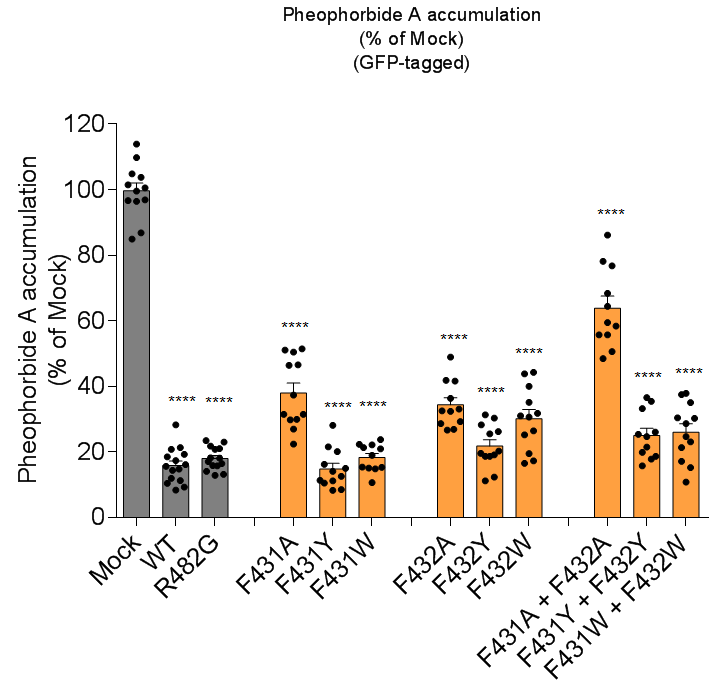 Pheophorbide A accumulation
(% of Mock)
(GFP-tagged)
Pheophorbide A accumulation
(% of Mock)
120
100
80
60
40
20
0
****
****
****
****
****
****
****
****
****
****
****
Mock
WT
R482G
F431A
F431Y
F431W
F432A
F432Y
F432W
F431A + F432A
F431Y + F432Y
F431W + F432W